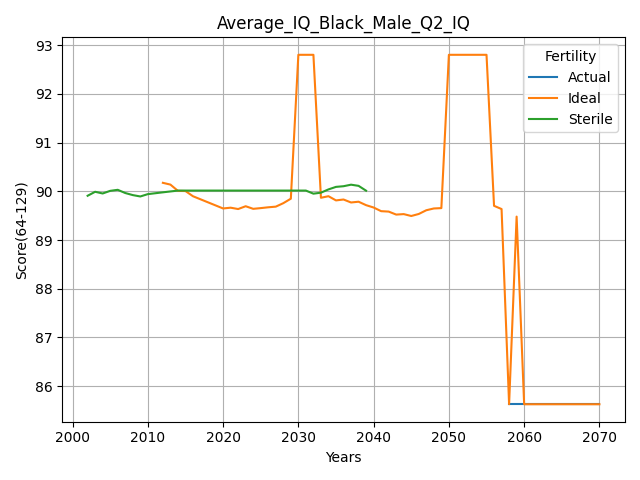 Average_IQ_Black_Male_Q2_IQ
Fertility
Actual
Ideal
Sterile
Score(64-129)
93
92
91
90
89
88
87
86
2000 2010 2020 2030 2040 2050 2060 2070
Years